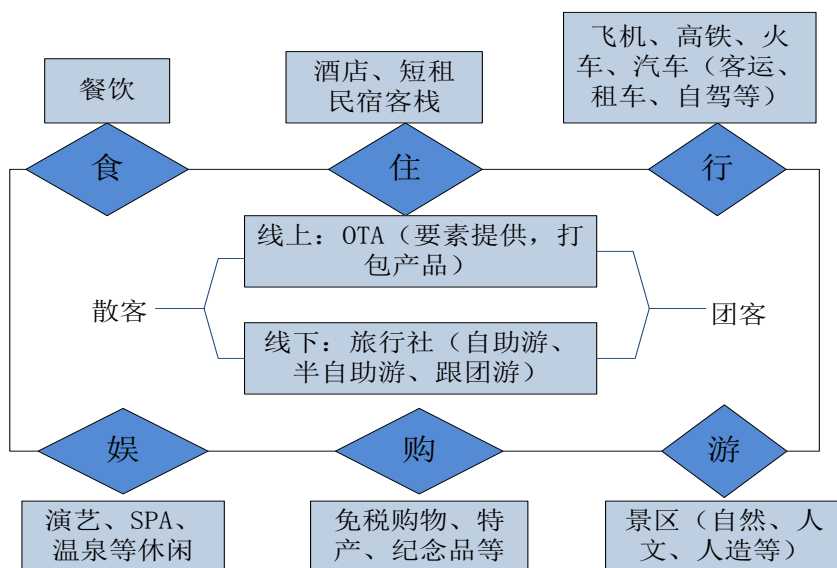 餐饮
酒店、短租
民宿客栈
飞机、高铁、火
车、汽车（客运、
租车、自驾等）
食
住
行
线上：OTA（要素提供，打
包产品）
散客
团客
线下：旅行社（自助游、
半自助游、跟团游）
娱
购
游
演艺、SPA、
温泉等休闲
免税购物、特
产、纪念品等
景区（自然、人
文、人造等）